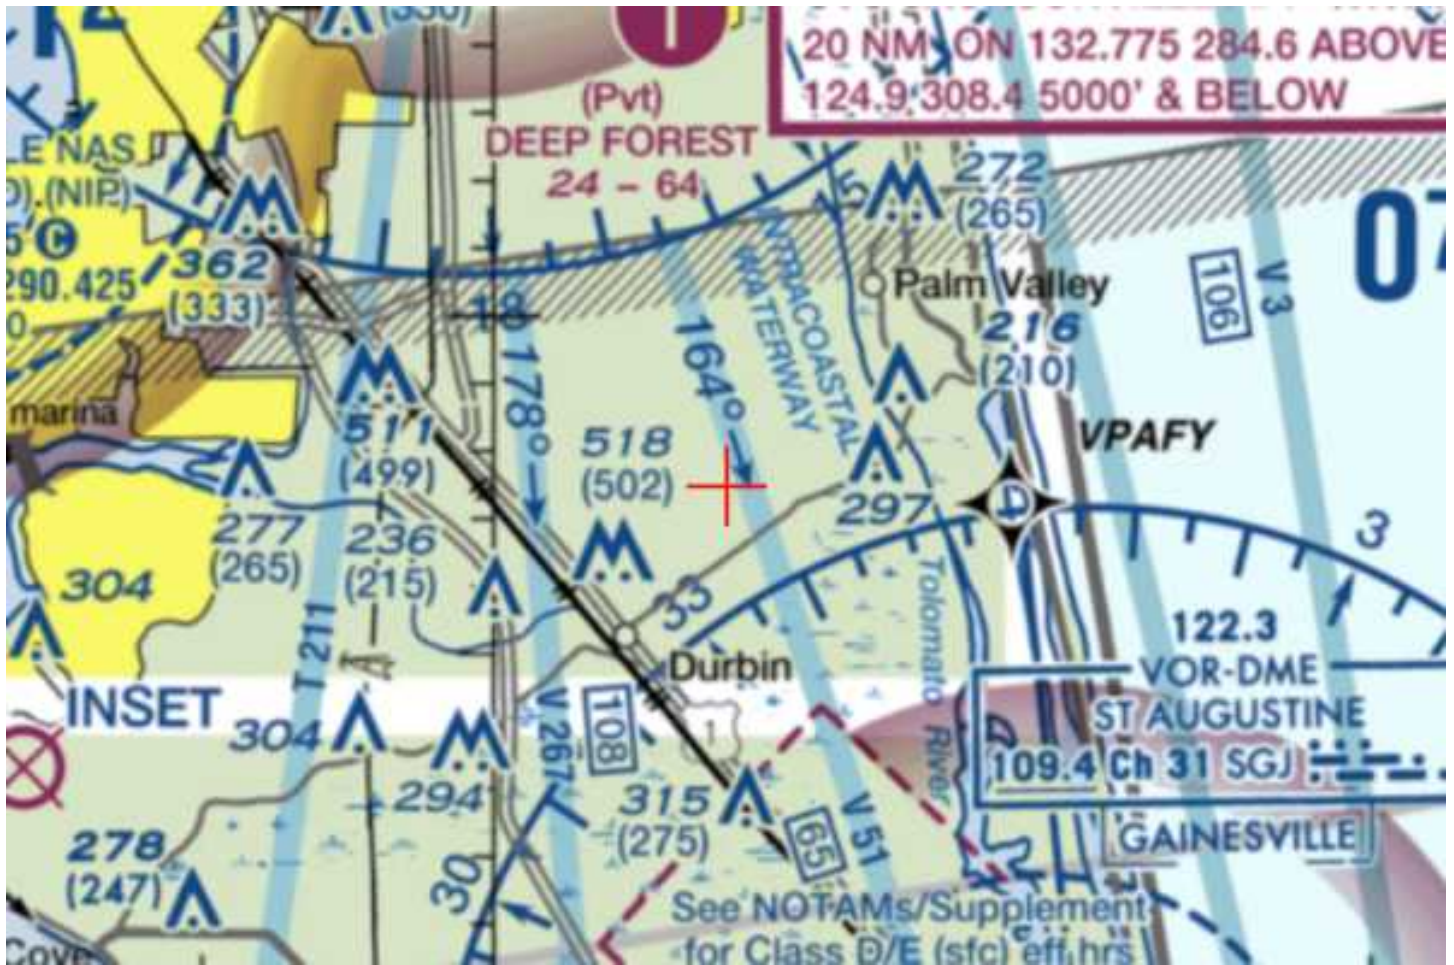 (330)
20 NM ON 132.775 284.6 ABOVE
124.9 308.4 5000' & BELOW
(Pvt)
DEEP FOREST
24 - 64
LE NAS
(NIP)
C
290.425
362
(333)
272
(265)
5
INTRACOASTAL
WATERWAY
Palm Valley
106
V 3
07
216
(210)
18
178°
164°
marina
511
(499)
518
(502)
VPAFY
277
(265)
236
(215)
297
D
3
304
33
Durbin
T 211
Tolomato River
122.3
VOR-DME
ST AUGUSTINE
109.4 Ch 31 SGJ
GAINESVILLE
INSET
304
294
V 267
108
1
315
(275)
65
V 51
278
(247)
30
See NOTAMs/Supplement
for Class D/E (sfc) eff hrs
Cove